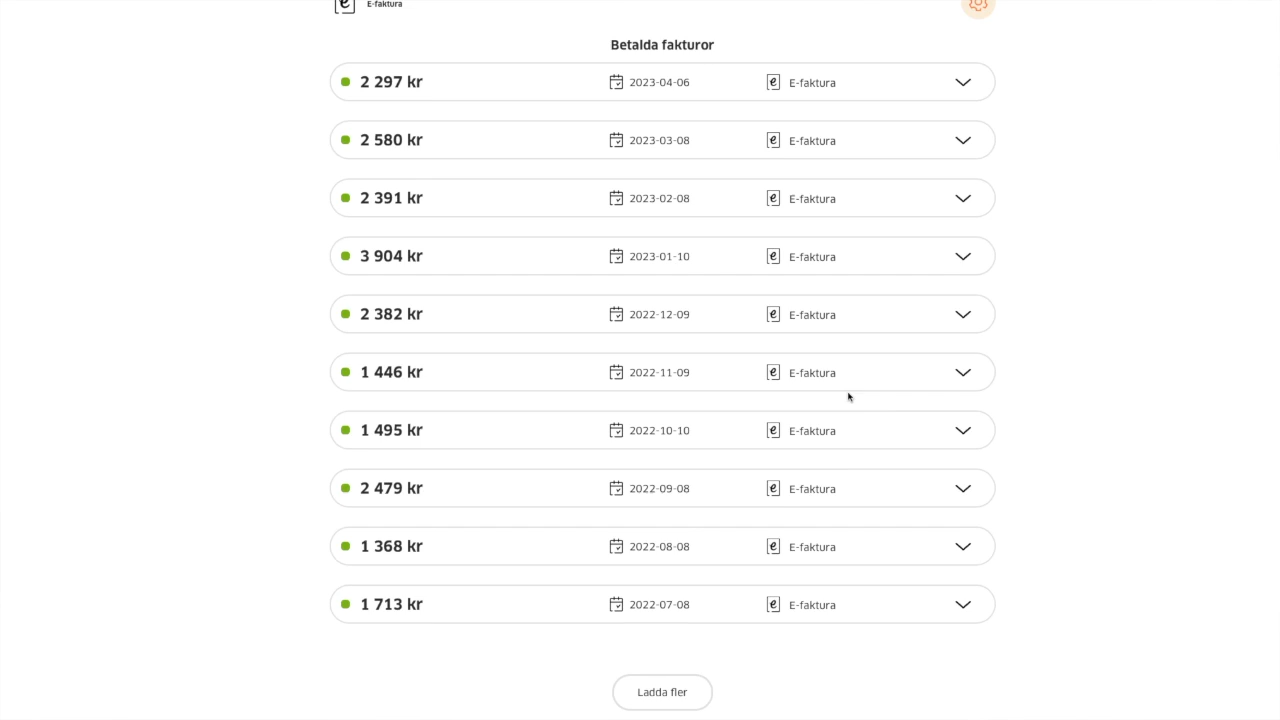 E-faktura
Betalda fakturor
2 297 kr 2023-04-06 E-faktura
2 580 kr 2023-03-08 E-faktura
2 391 kr 2023-02-08 E-faktura
3 904 kr 2023-01-10 E-faktura
2 382 kr 2022-12-09 E-faktura
1 446 kr 2022-11-09 E-faktura
1 495 kr 2022-10-10 E-faktura
2 479 kr 2022-09-08 E-faktura
1 368 kr 2022-08-08 E-faktura
1 713 kr 2022-07-08 E-faktura
Ladda fler